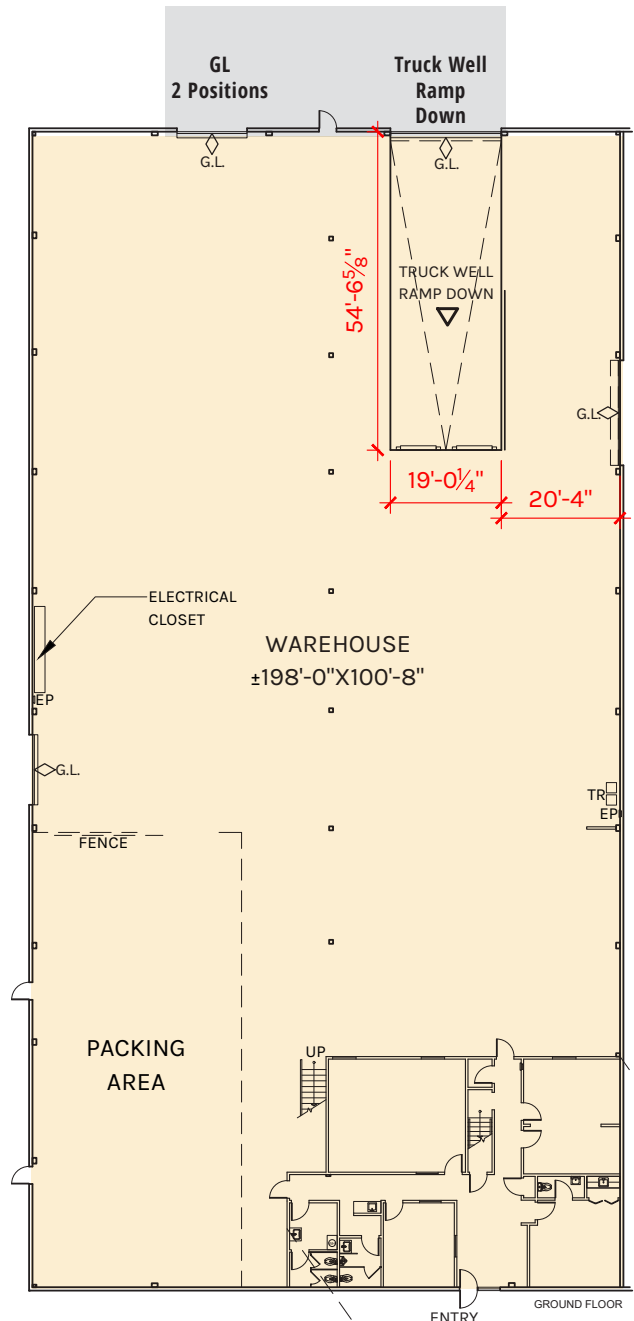 GL
2 Positions
Truck Well
Ramp
Down
G.L.
G.L.
54'-6⅝"
TRUCK WELL
RAMP DOWN
G.L.
19'-0¼"
20'-4"
ELECTRICAL
CLOSET
WAREHOUSE
±198'-0"X100'-8"
EP
G.L.
TR
EP
FENCE
PACKING
AREA
UP
GROUND FLOOR
ENTRY